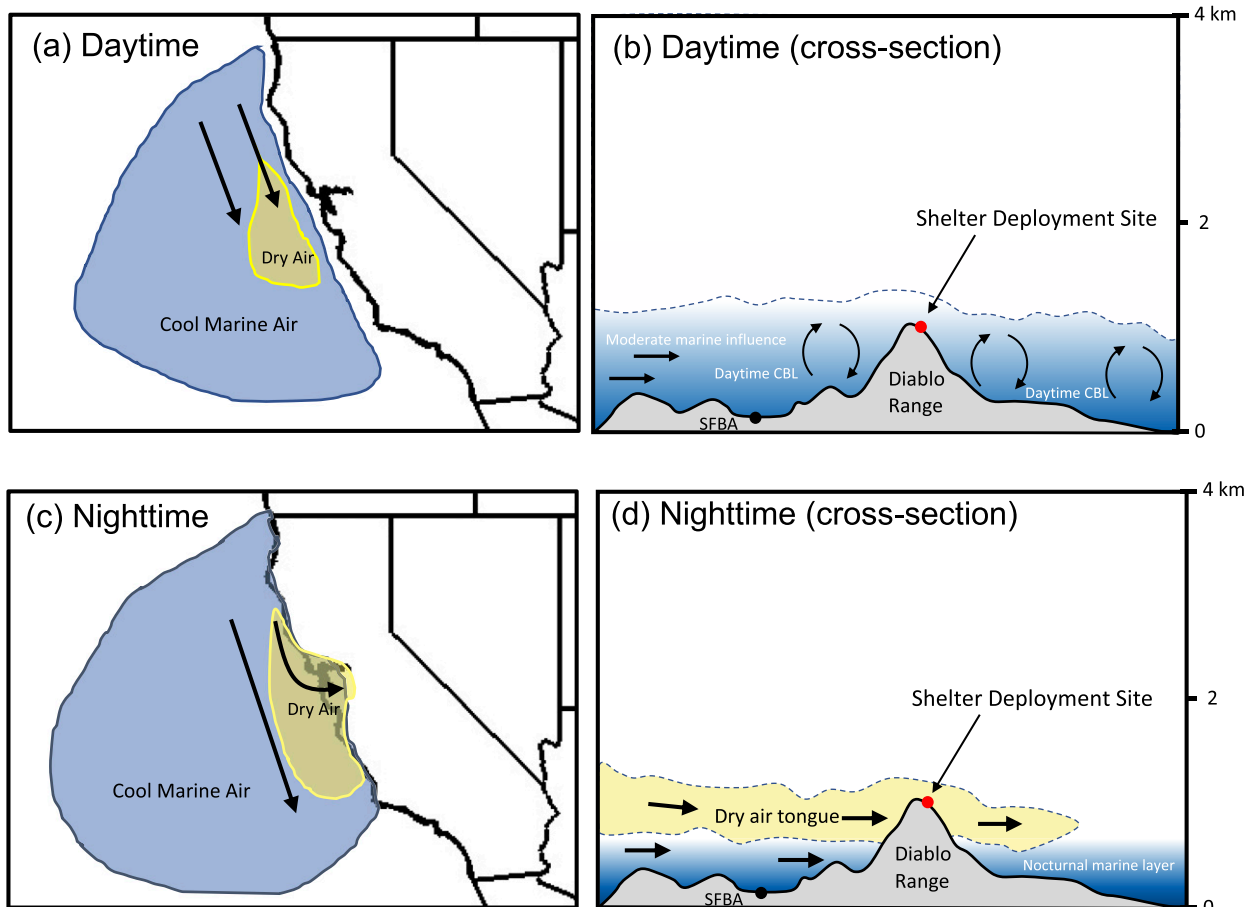 (a) Daytime
Dry Air
Cool Marine Air
(b) Daytime (cross-section)
4 km
Shelter Deployment Site
2
Moderate marine influence
Daytime CBL
Diablo
Range
Daytime CBL
SFBA
0
(c) Nighttime
Dry Air
Cool Marine Air
(d) Nighttime (cross-section)
4 km
Shelter Deployment Site
2
Dry air tongue
Diablo
Range
Nocturnal marine layer
SFBA
0